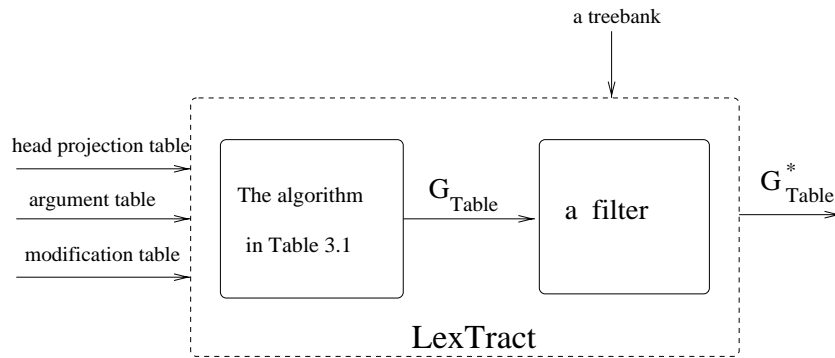 a treebank
head projection table
argument table
modification table
The algorithm
in Table 3.1
G_Table
a filter
G*_Table
LexTract